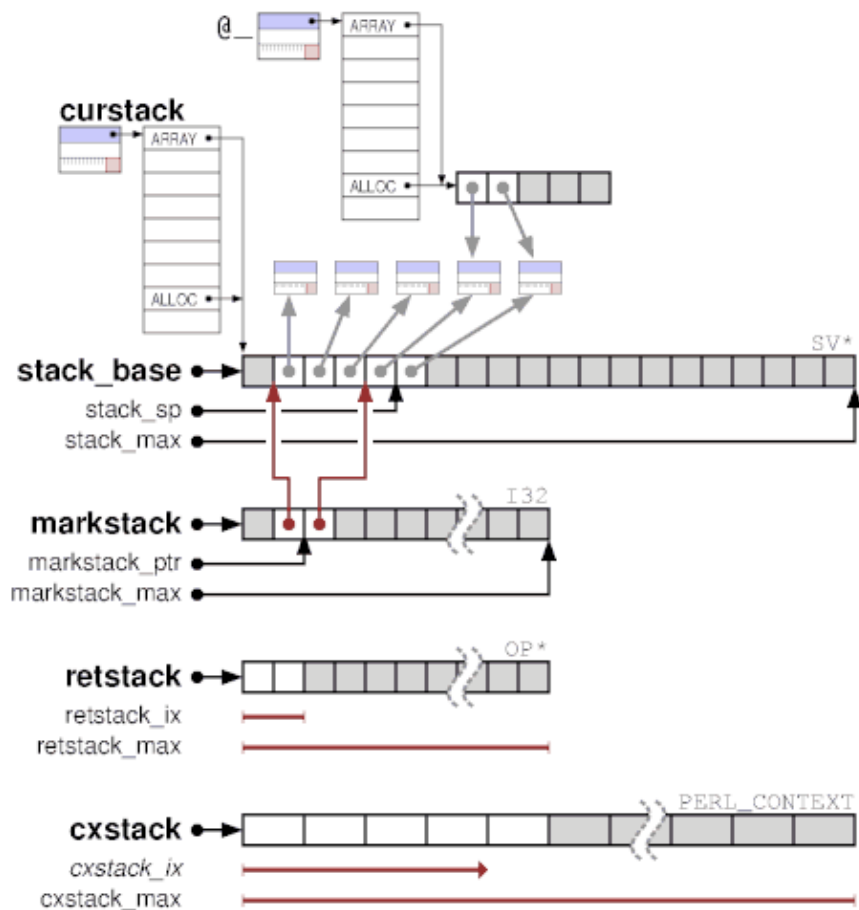 @_
ARRAY
curstack
ARRAY
ALLOC
ALLOC
SV*
stack_base
stack_sp
stack_max
I32
markstack
markstack_ptr
markstack_max
OP*
retstack
retstack_ix
retstack_max
PERL_CONTEXT
cxstack
cxstack_ix
cxstack_max